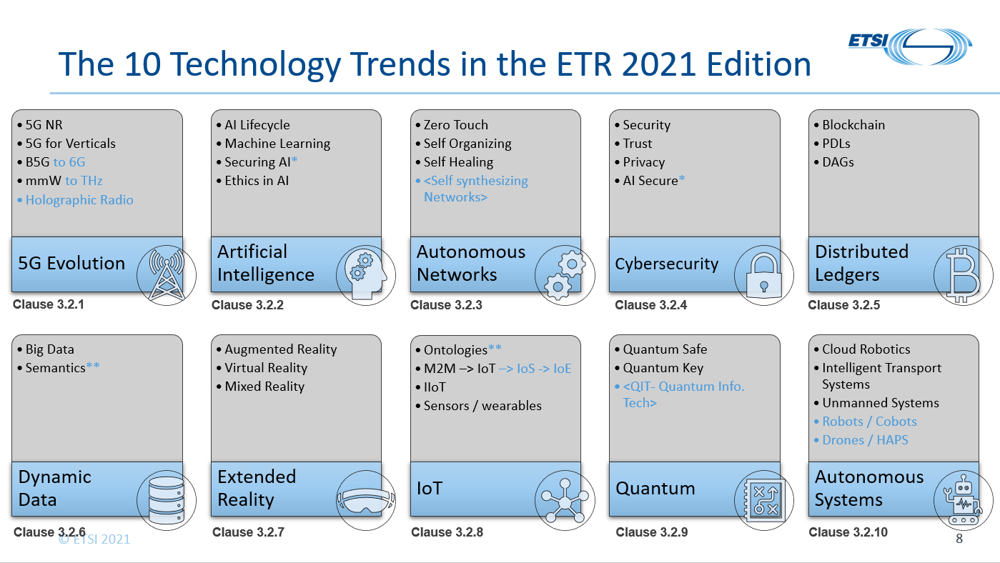 The 10 Technology Trends in the ETR 2021 Edition
ETSI
• 5G NR
• 5G for Verticals
• B5G to 6G
• mmW to THz
• Holographic Radio
5G Evolution
Clause 3.2.1
• AI Lifecycle
• Machine Learning
• Securing AI*
• Ethics in AI
Artificial
Intelligence
Clause 3.2.2
• Zero Touch
• Self Organizing
• Self Healing
• <Self synthesizing
Networks>
Autonomous
Networks
Clause 3.2.3
• Security
• Trust
• Privacy
• AI Secure*
Cybersecurity
Clause 3.2.4
• Blockchain
• PDLs
• DAGs
Distributed
Ledgers
Clause 3.2.5
• Big Data
• Semantics**
Dynamic
Data
Clause 3.2.6
• Augmented Reality
• Virtual Reality
• Mixed Reality
Extended
Reality
Clause 3.2.7
• Ontologies**
• M2M –> IoT –> IoS -> IoE
• IIoT
• Sensors / wearables
IoT
Clause 3.2.8
• Quantum Safe
• Quantum Key
• <QIT- Quantum Info.
Tech>
Quantum
Clause 3.2.9
• Cloud Robotics
• Intelligent Transport
Systems
• Unmanned Systems
• Robots / Cobots
• Drones / HAPS
Autonomous
Systems
Clause 3.2.10
© ETSI 2021
8